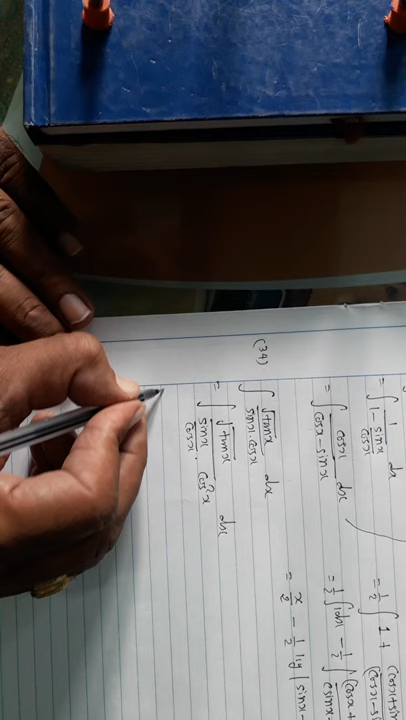 = ∫ 1 / (1 - sinx/cosx) dx
= ∫ cosx / (cosx - sinx) dx
(34)
∫ √tanx / (sinx.cosx) dx
= ∫ √tanx / (sinx/cosx . cos²x) dx
= 1/2 ∫ 1 +
= 1/2 ∫ 1dx - 1/2 ∫
= x/2 - 1/2 log | sinx -